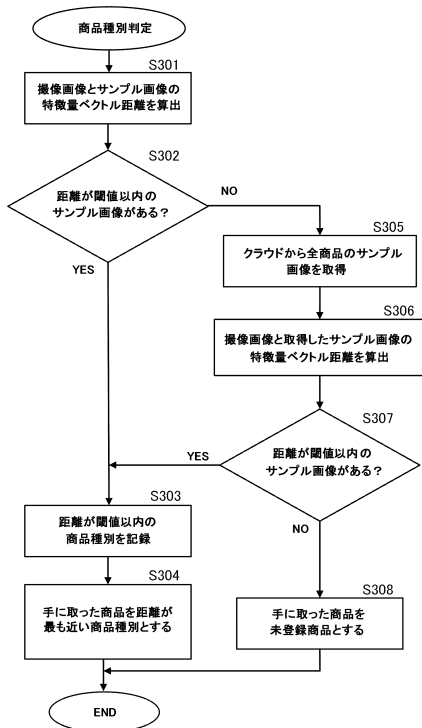 商品種別判定
S301
撮像画像とサンプル画像の
特徴量ベクトル距離を算出
S302
距離が閾値以内の
サンプル画像がある？
NO
YES
S305
クラウドから全商品のサンプル
画像を取得
S306
撮像画像と取得したサンプル画像の
特徴量ベクトル距離を算出
S307
距離が閾値以内の
サンプル画像がある？
YES
NO
S303
距離が閾値以内の
商品種別を記録
S304
手に取った商品を距離が
最も近い商品種別とする
S308
手に取った商品を
未登録商品とする
END